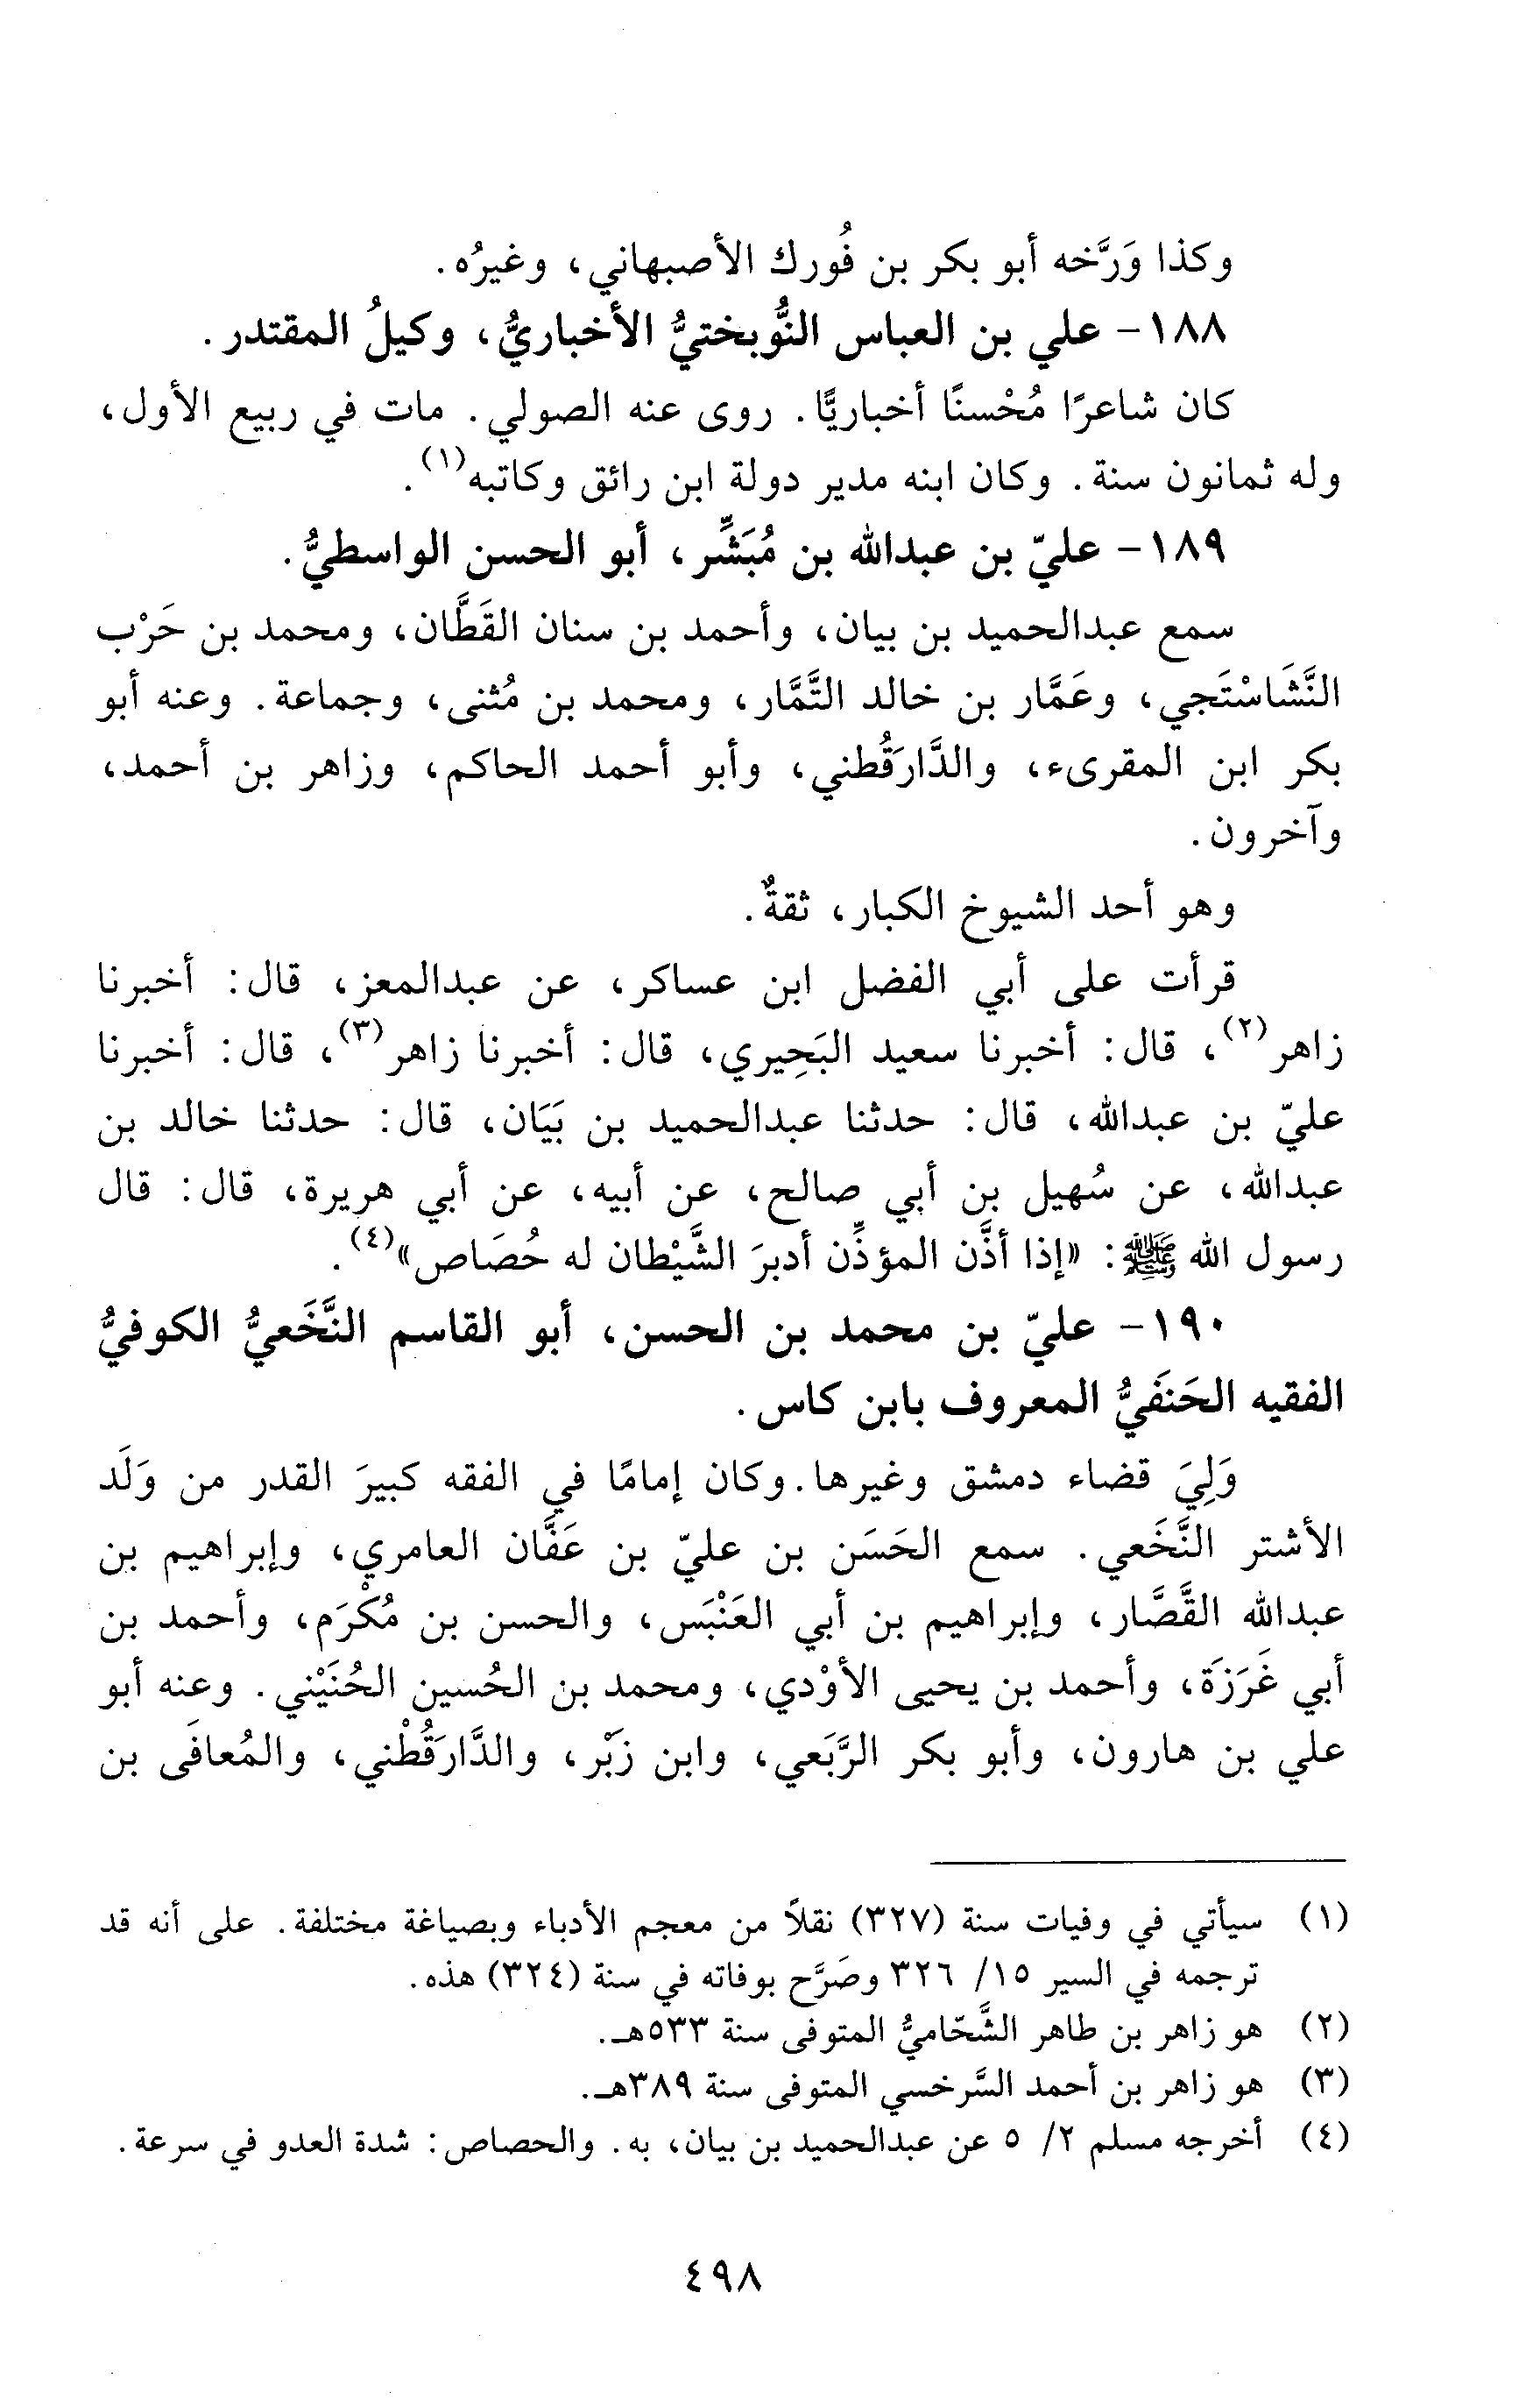 وكذا وَرَّخه أبو بكر بن فُورك الأصبهاني، وغيرُه.
١٨٨- علي بن العباس النُّوبختيُّ الأخباريُّ، وكيلُ المقتدر.
كان شاعرًا مُحْسنًا أخباريًّا. روى عنه الصولي. مات في ربيع الأول،
وله ثمانون سنة. وكان ابنه مدير دولة ابن رائق وكاتبه(١).
١٨٩- عليّ بن عبدالله بن مُبَشِّر، أبو الحسن الواسطيُّ.
سمع عبدالحميد بن بيان، وأحمد بن سنان القَطَّان، ومحمد بن حَرْب
النَّشَاسْتَجي، وعَمَّار بن خالد التَّمَّار، ومحمد بن مُثنى، وجماعة. وعنه أبو
بكر ابن المقرىء، والدَّارَقُطني، وأبو أحمد الحاكم، وزاهر بن أحمد،
وآخرون.
وهو أحد الشيوخ الكبار، ثقةٌ.
قرأت على أبي الفضل ابن عساكر، عن عبدالمعز، قال: أخبرنا
زاهر(٢)، قال: أخبرنا سعيد البَحِيري، قال: أخبرنا زاهر(٣)، قال: أخبرنا
عليّ بن عبدالله، قال: حدثنا عبدالحميد بن بَيَان، قال: حدثنا خالد بن
عبدالله، عن سُهيل بن أبي صالح، عن أبيه، عن أبي هريرة، قال: قال
رسول الله ﷺ: «إذا أذَّن المؤذِّن أدبرَ الشَّيْطان له حُصَاص»(٤).
١٩٠- عليّ بن محمد بن الحسن، أبو القاسم النَّخَعيُّ الكوفيُّ
الفقيه الحَنَفيُّ المعروف بابن كاس.
وَلِيَ قضاء دمشق وغيرها. وكان إمامًا في الفقه كبيرَ القدر من وَلَد
الأشتر النَّخَعي. سمع الحَسَن بن عليّ بن عَفَّان العامري، وإبراهيم بن
عبدالله القَّصَّار، وإبراهيم بن أبي العَنْبَس، والحسن بن مُكْرَم، وأحمد بن
أبي غَرَزَة، وأحمد بن يحيى الأوْدي، ومحمد بن الحُسين الحُنَيْني. وعنه أبو
علي بن هارون، وأبو بكر الرَّبَعي، وابن زَبْر، والدَّارَقُطْني، والمُعافَى بن
(١) سيأتي في وفيات سنة (٣٢٧) نقلاً من معجم الأدباء وبصياغة مختلفة. على أنه قد
ترجمه في السير ١٥/ ٣٢٦ وصَرَّح بوفاته في سنة (٣٢٤) هذه.
(٢) هو زاهر بن طاهر الشَّحّاميُّ المتوفى سنة ٥٣٣هـ.
(٣) هو زاهر بن أحمد السَّرخسي المتوفى سنة ٣٨٩هـ.
(٤) أخرجه مسلم ٢/ ٥ عن عبدالحميد بن بيان، به. والحصاص: شدة العدو في سرعة.
٤٩٨